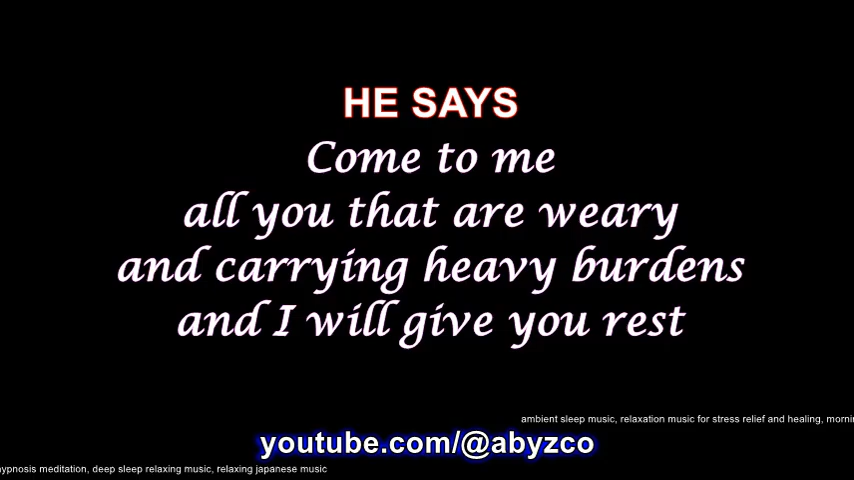 HE SAYS
Come to me
all you that are weary
and carrying heavy burdens
and I will give you rest
ambient sleep music, relaxation music for stress relief and healing,
youtube.com/@abyzco
meditation, deep sleep relaxing music, relaxing japanese music